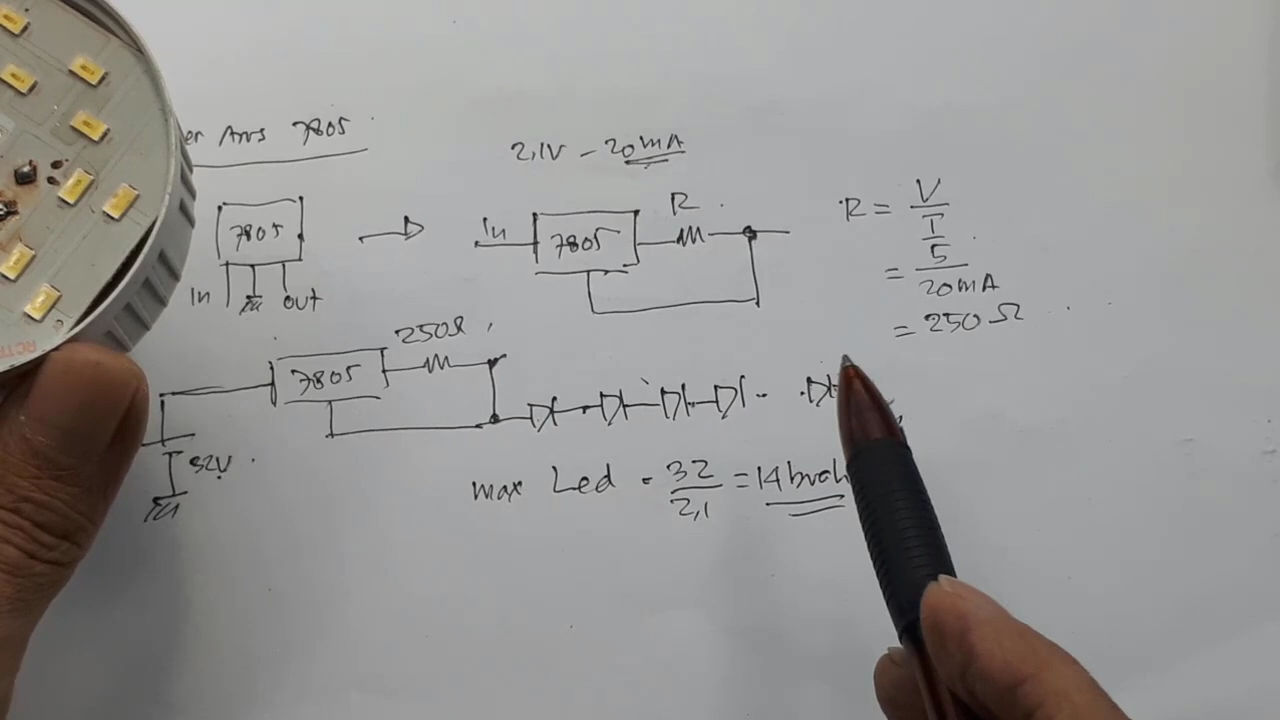 er Arus 7805
2,1V - 20mA
7805
In
out
In
7805
R
R = V
I
= 5
20mA
= 250 Ω
250Ω
7805
32V
max Led = 32
2,1
= 14 buah